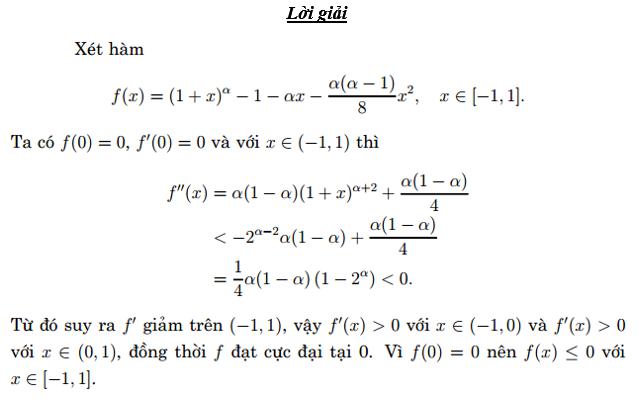 Lời giải
Xét hàm
f(x) = (1 + x)^α − 1 − αx − α(α − 1)/8 x², x ∈ [−1, 1].
Ta có f(0) = 0, f′(0) = 0 và với x ∈ (−1, 1) thì
f″(x) = α(1 − α)(1 + x)^{α+2} + α(1 − α)/4
< −2^{α−2}α(1 − α) + α(1 − α)/4
= 1/4 α(1 − α) (1 − 2^α) < 0.
Từ đó suy ra f′ giảm trên (−1, 1), vậy f′(x) > 0 với x ∈ (−1, 0) và f′(x) > 0
với x ∈ (0, 1), đồng thời f đạt cực đại tại 0. Vì f(0) = 0 nên f(x) ≤ 0 với
x ∈ [−1, 1].